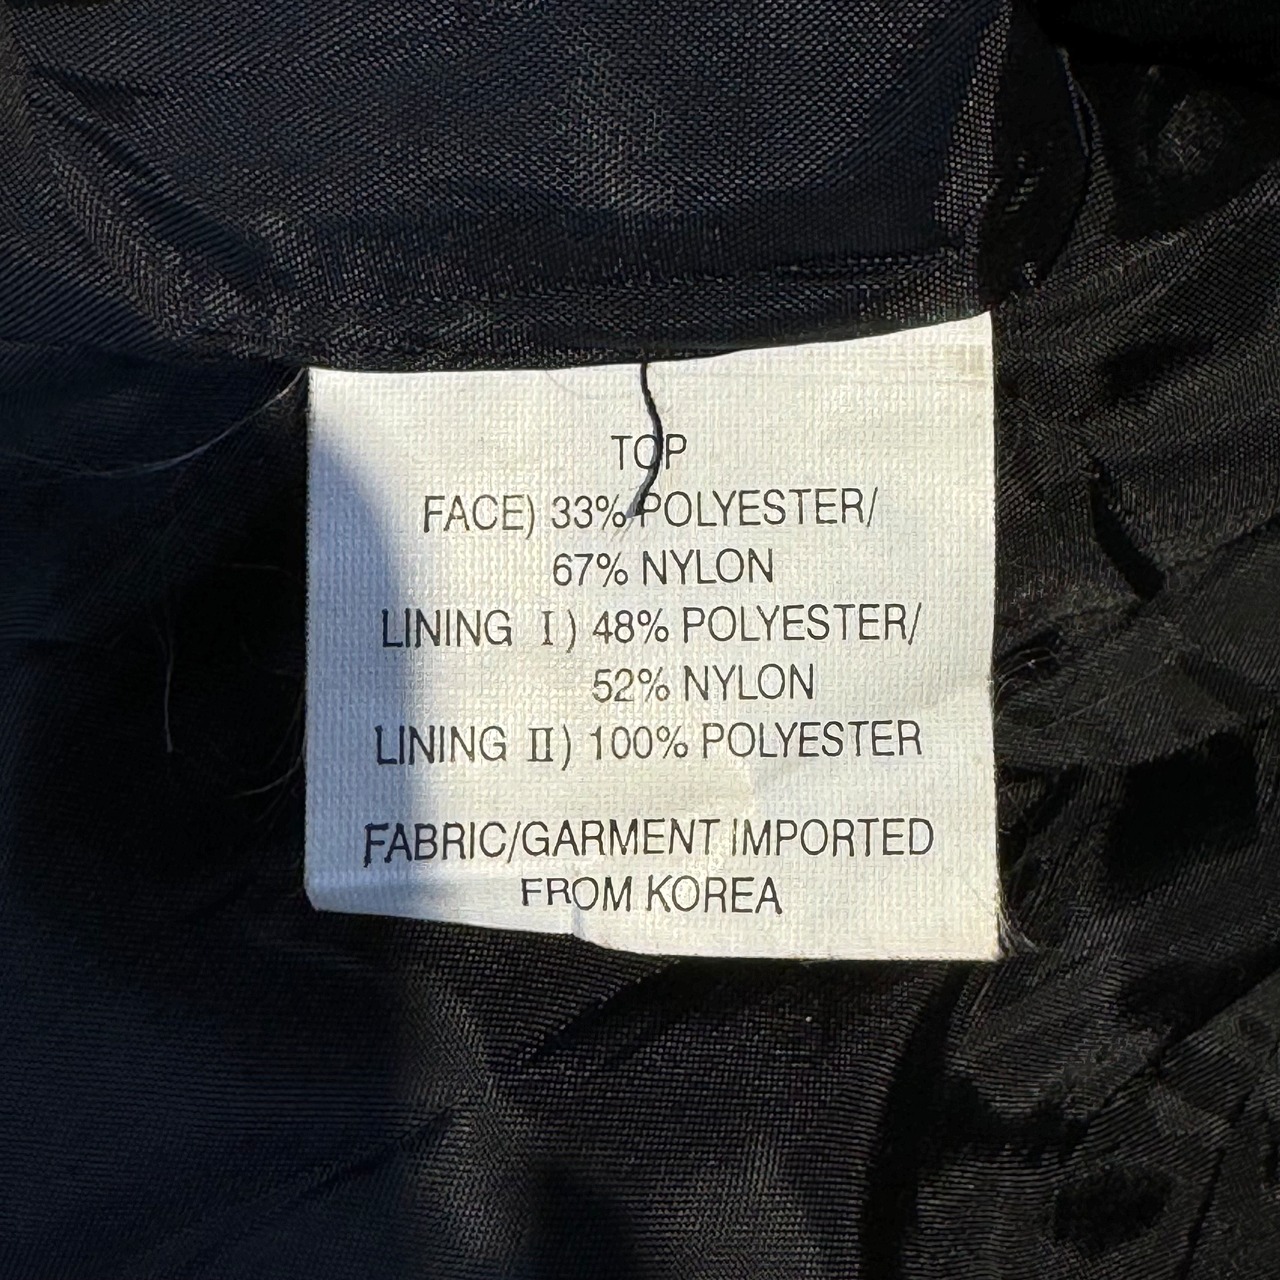 TOP
FACE) 33% POLYESTER/
67% NYLON
LINING Ⅰ) 48% POLYESTER/
52% NYLON
LINING Ⅱ) 100% POLYESTER
FABRIC/GARMENT IMPORTED
FROM KOREA